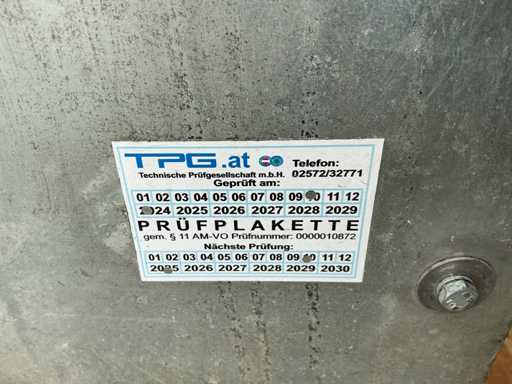 TPG.at
Telefon:
02572/32771
Technische Prüfgesellschaft m.b.H.
Geprüft am:
01 02 03 04 05 06 07 08 09 10 11 12
2024 2025 2026 2027 2028 2029
PRÜFPLAKETTE
gem. § 11 AM-VO Prüfnummer: 0000010872
Nächste Prüfung:
01 02 03 04 05 06 07 08 09 10 11 12
2025 2026 2027 2028 2029 2030